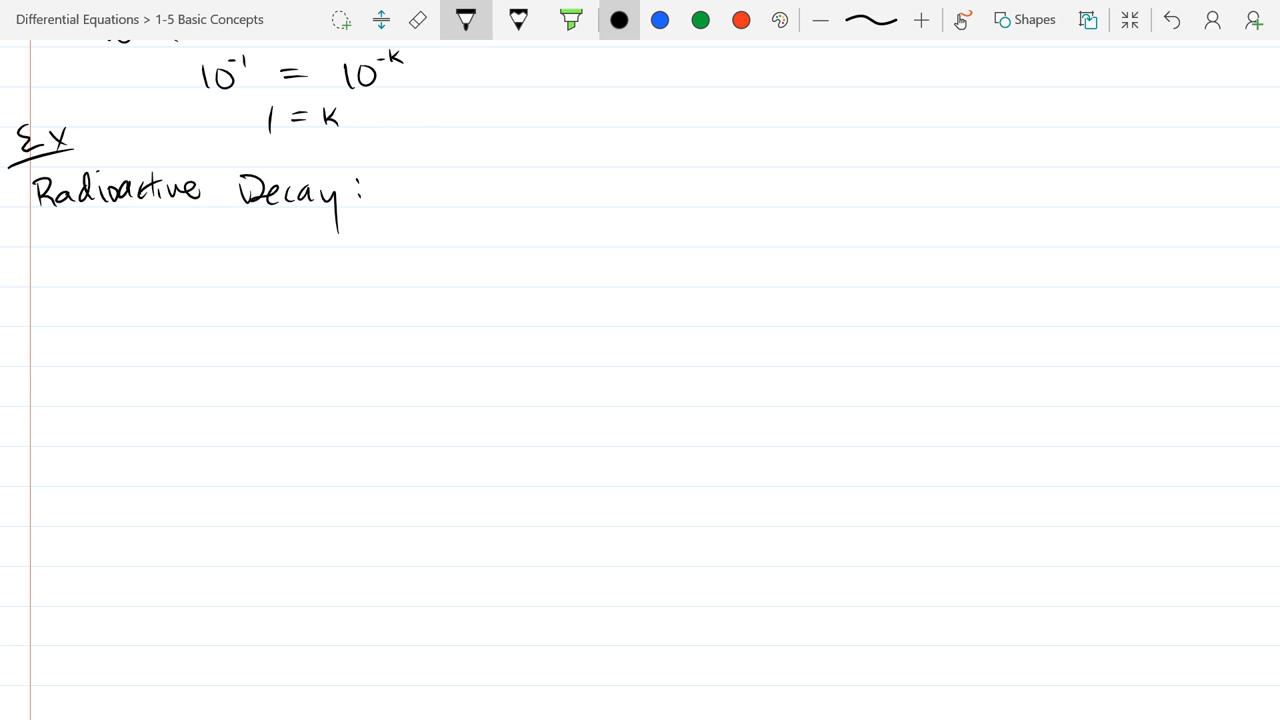 Differential Equations > 1-5 Basic Concepts
Shapes
10⁻¹ = 10⁻ᵏ
1 = k
Ex
Radioactive Decay: